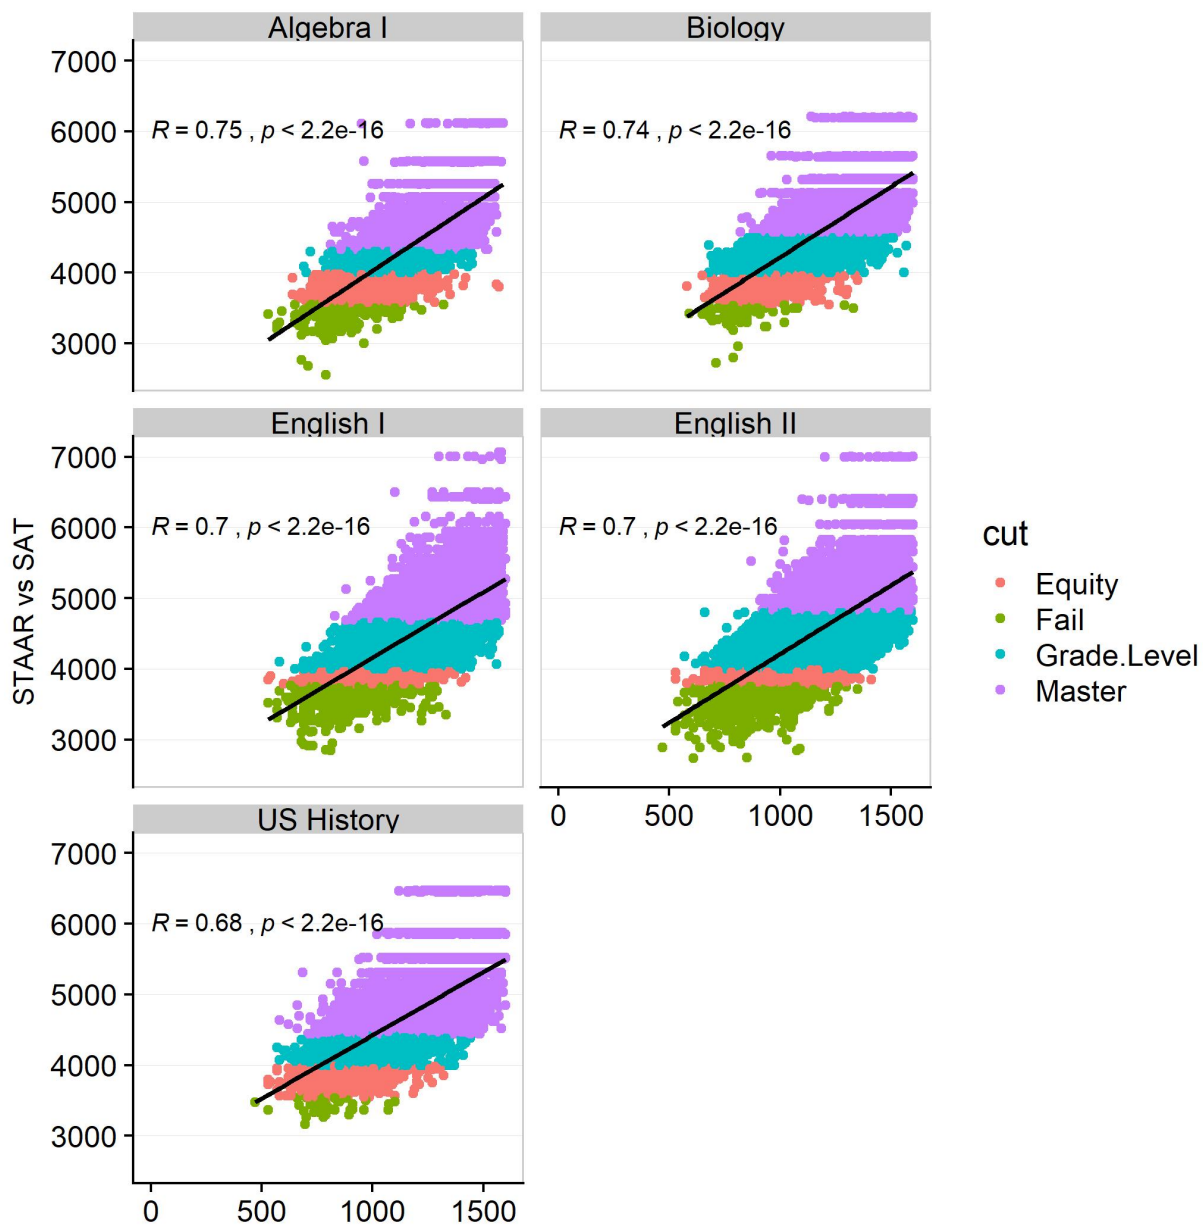 Algebra I
Biology
7000
6000
5000
4000
3000
R = 0.75 , p < 2.2e-16
R = 0.74 , p < 2.2e-16
English I
English II
7000
6000
5000
4000
3000
R = 0.7 , p < 2.2e-16
R = 0.7 , p < 2.2e-16
0 500 1000 1500
STAAR vs SAT
US History
7000
6000
5000
4000
3000
R = 0.68 , p < 2.2e-16
0 500 1000 1500
cut
Equity
Fail
Grade.Level
Master